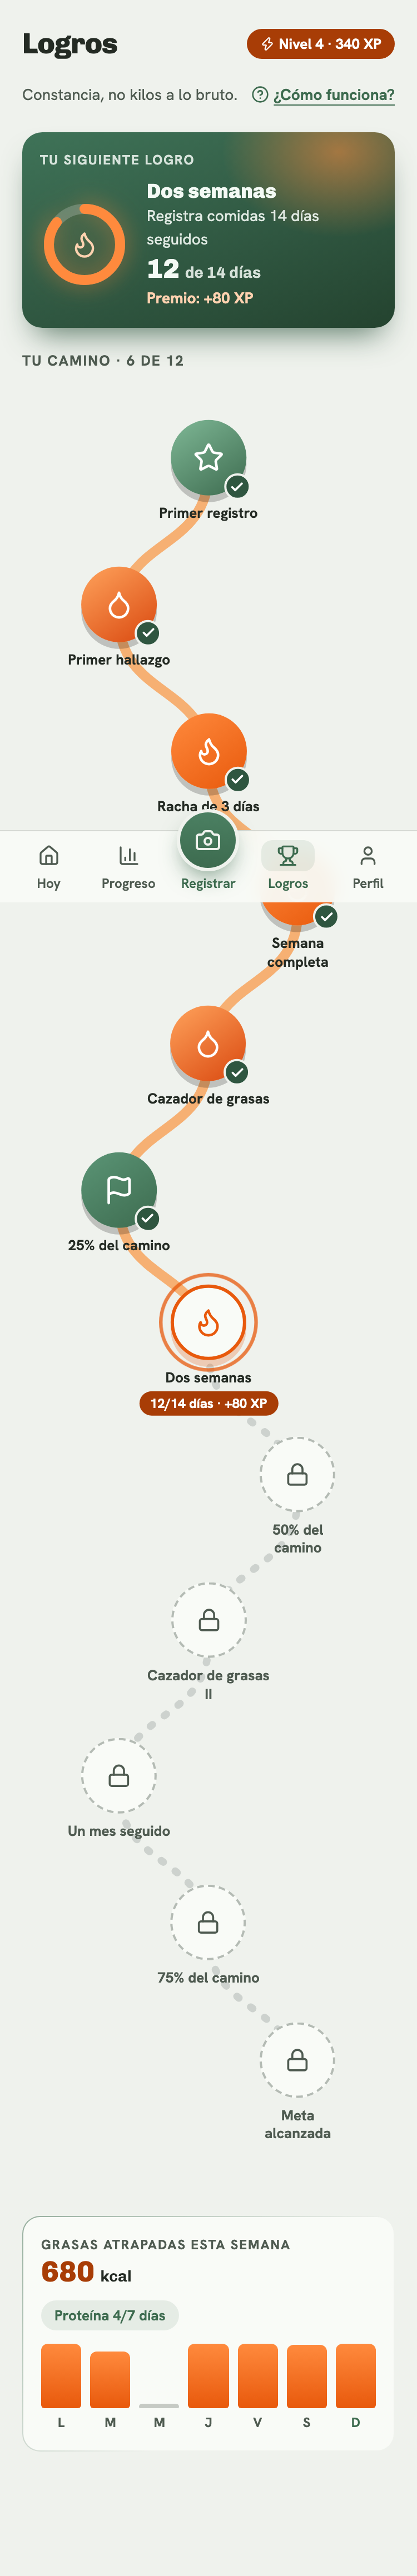 Logros
Nivel 4 · 340 XP
Constancia, no kilos a lo bruto.
¿Cómo funciona?
TU SIGUIENTE LOGRO
Dos semanas
Registra comidas 14 días
seguidos
12 de 14 días
Premio: +80 XP
TU CAMINO · 6 DE 12
Primer registro
Primer hallazgo
Racha de 3 días
Hoy
Progreso
Registrar
Logros
Perfil
Semana
completa
Cazador de grasas
25% del camino
Dos semanas
12/14 días · +80 XP
50% del
camino
Cazador de grasas
II
Un mes seguido
75% del camino
Meta
alcanzada
GRASAS ATRAPADAS ESTA SEMANA
680 kcal
Proteína 4/7 días
L M M J V S D